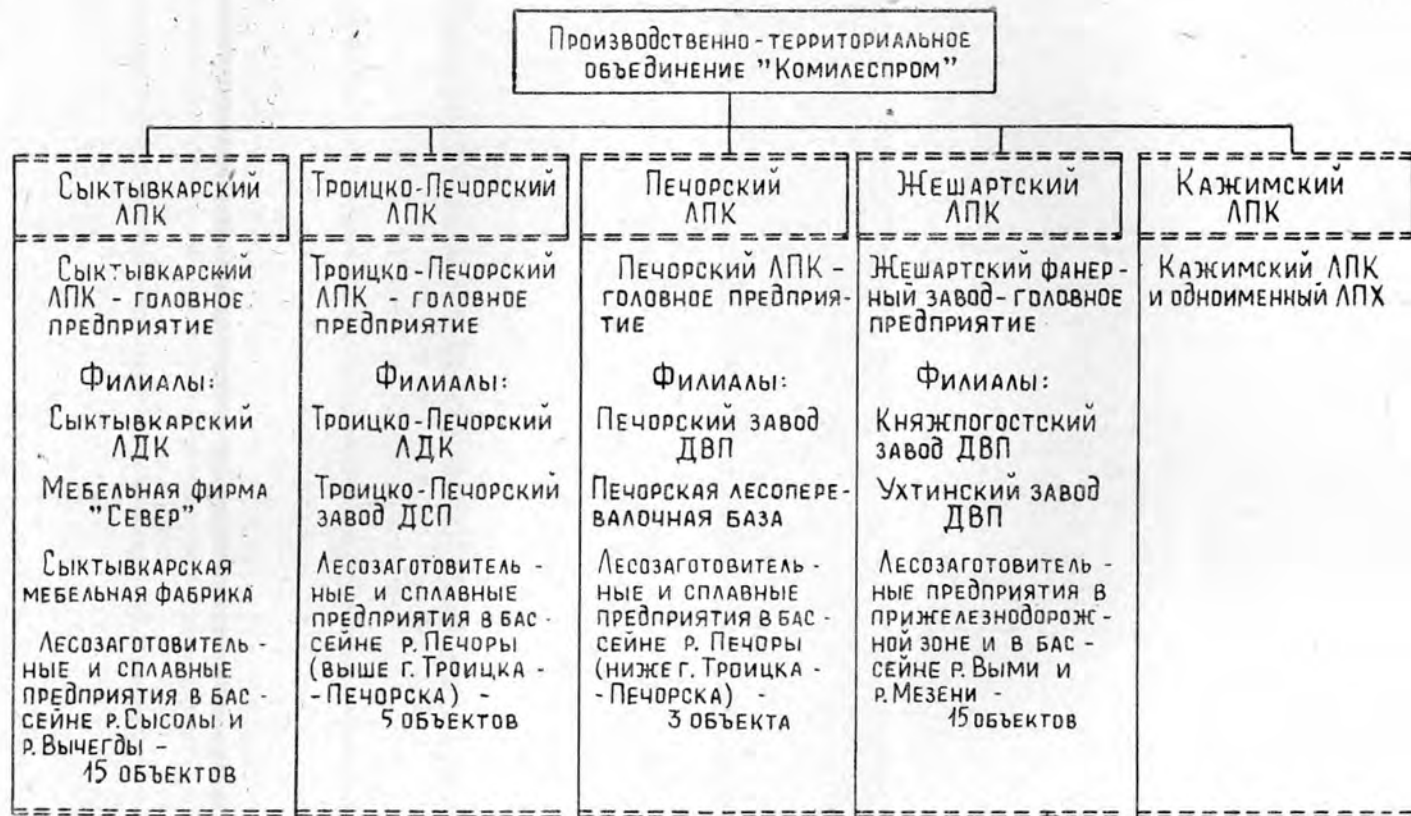 Производственно-территориальное
объединение "Комилеспром"
Сыктывкарский
ЛПК
Сыктывкарский
ЛПК - головное
предприятие
Филиалы:
Сыктывкарский
ЛДК
Мебельная фирма
"Север"
Сыктывкарская
мебельная фабрика
Лесозаготовитель-
ные и сплавные
предприятия в бас-
сейне р.Сысолы и
р.Вычегды -
15 объектов
Троицко-Печорский
ЛПК
Троицко-Печорский
ЛПК - головное
предприятие
Филиалы:
Троицко-Печорский
ЛДК
Троицко-Печорский
завод ДСП
Лесозаготовитель-
ные и сплавные
предприятия в бас-
сейне р.Печоры
(выше г.Троицка-
-Печорска) -
5 объектов
Печорский
ЛПК
Печорский ЛПК -
головное предприя-
тие
Филиалы:
Печорский завод
ДВП
Печорская лесопере-
валочная база
Лесозаготовитель-
ные и сплавные
предприятия в бас-
сейне р.Печоры
(ниже г.Троицка-
-Печорска) -
3 объекта
Жешартский
ЛПК
Жешартский фанер-
ный завод-головное
предприятие
Филиалы:
Княжпогостский
завод ДВП
Ухтинский завод
ДВП
Лесозаготовитель-
ные предприятия в
прижелезнодорож-
ной зоне и в бас-
сейне р.Выми и
р.Мезени -
15 объектов
Кажимский
ЛПК
Кажимский ЛПК
и одноименный ЛПХ